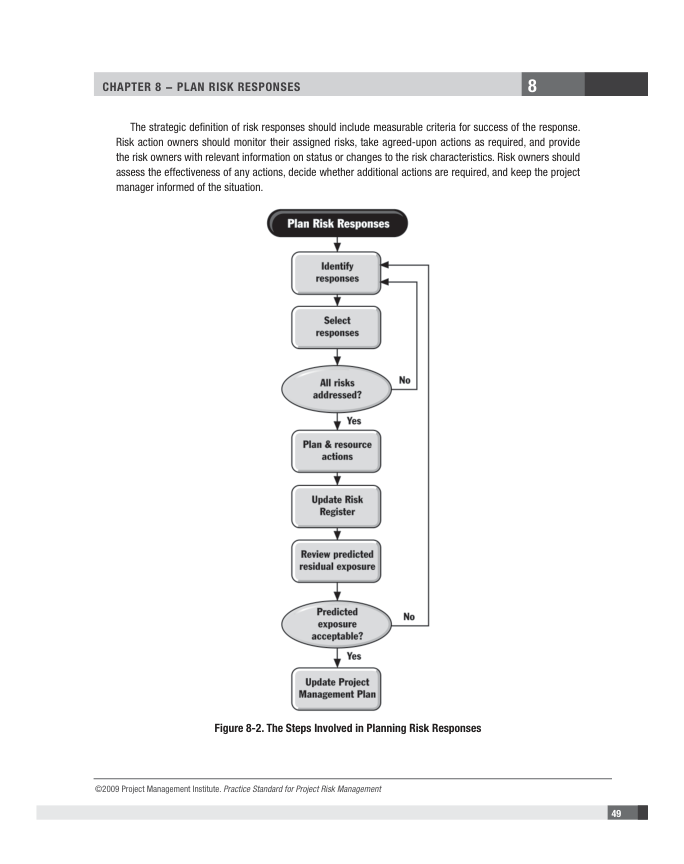 CHAPTER 8 – PLAN RISK RESPONSES
8
The strategic definition of risk responses should include measurable criteria for success of the response.
Risk action owners should monitor their assigned risks, take agreed-upon actions as required, and provide
the risk owners with relevant information on status or changes to the risk characteristics. Risk owners should
assess the effectiveness of any actions, decide whether additional actions are required, and keep the project
manager informed of the situation.
Plan Risk Responses
Identify
responses
Select
responses
All risks
addressed?
No
Yes
Plan & resource
actions
Update Risk
Register
Review predicted
residual exposure
Predicted
exposure
acceptable?
No
Yes
Update Project
Management Plan
Figure 8-2. The Steps Involved in Planning Risk Responses
©2009 Project Management Institute. Practice Standard for Project Risk Management
49